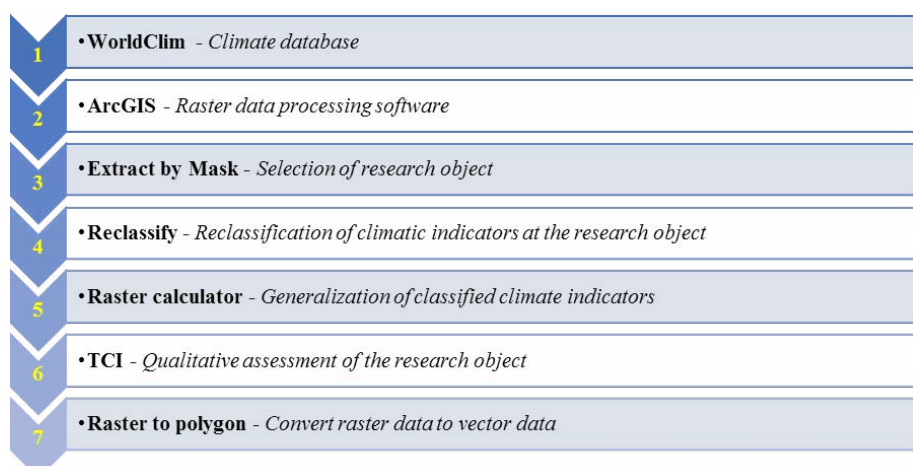 1
•WorldClim - Climate database
2
•ArcGIS - Raster data processing software
3
•Extract by Mask - Selection of research object
4
•Reclassify - Reclassification of climatic indicators at the research object
5
•Raster calculator - Generalization of classified climate indicators
6
•TCI - Qualitative assessment of the research object
7
•Raster to polygon - Convert raster data to vector data